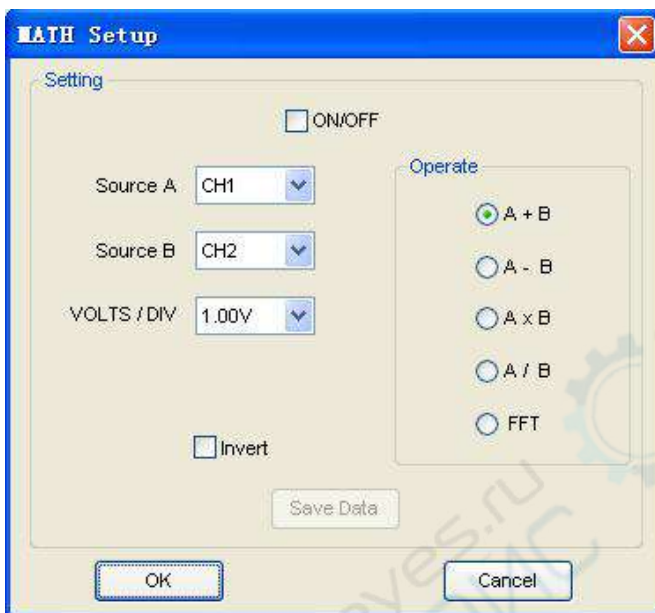 MATH Setup
Setting
ON/OFF
Source A CH1
Source B CH2
VOLTS / DIV 1.00V
Invert
Operate
A + B
A - B
A x B
A / B
FFT
Save Data
OK
Cancel